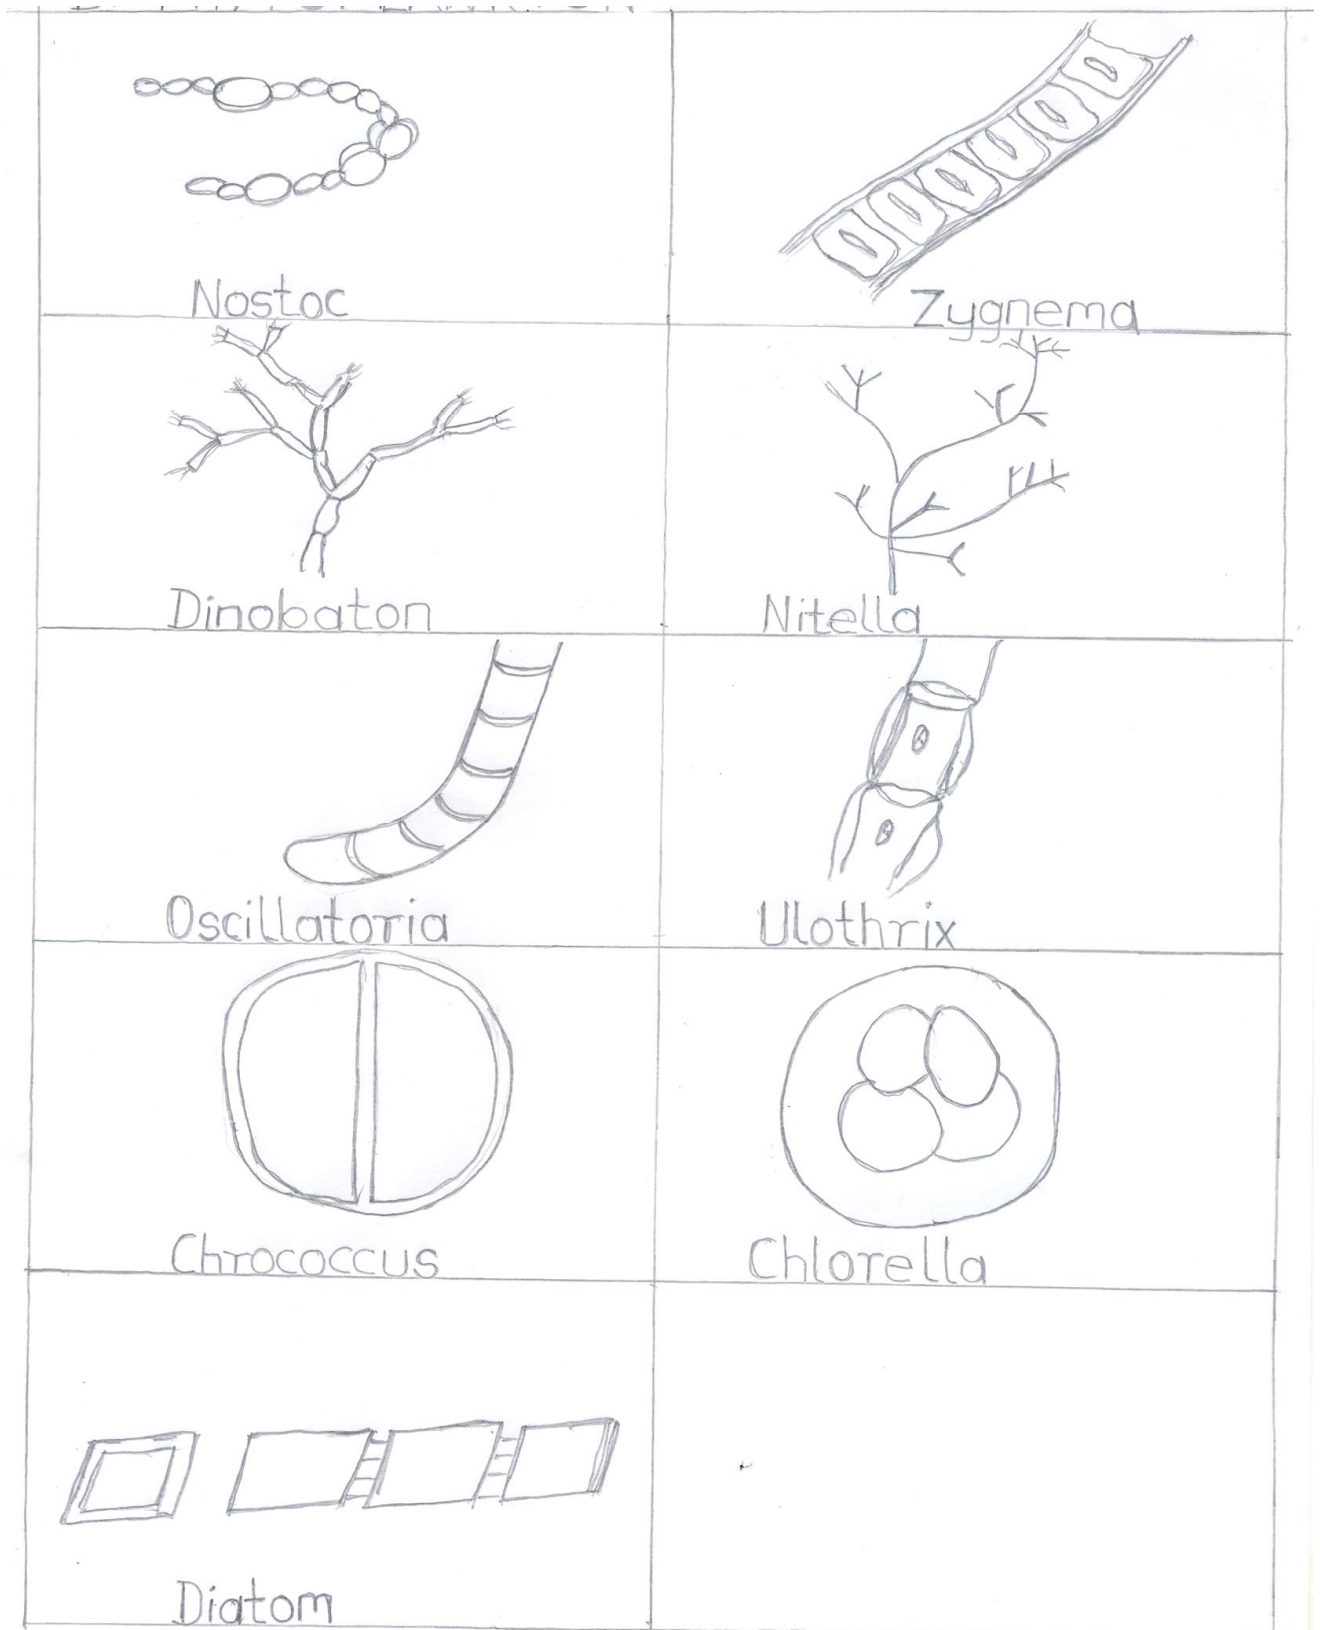 Nostoc
Zygnema
Dinobaton
Nitella
Oscillatoria
Ulothrix
Chrococcus
Chlorella
Diatom